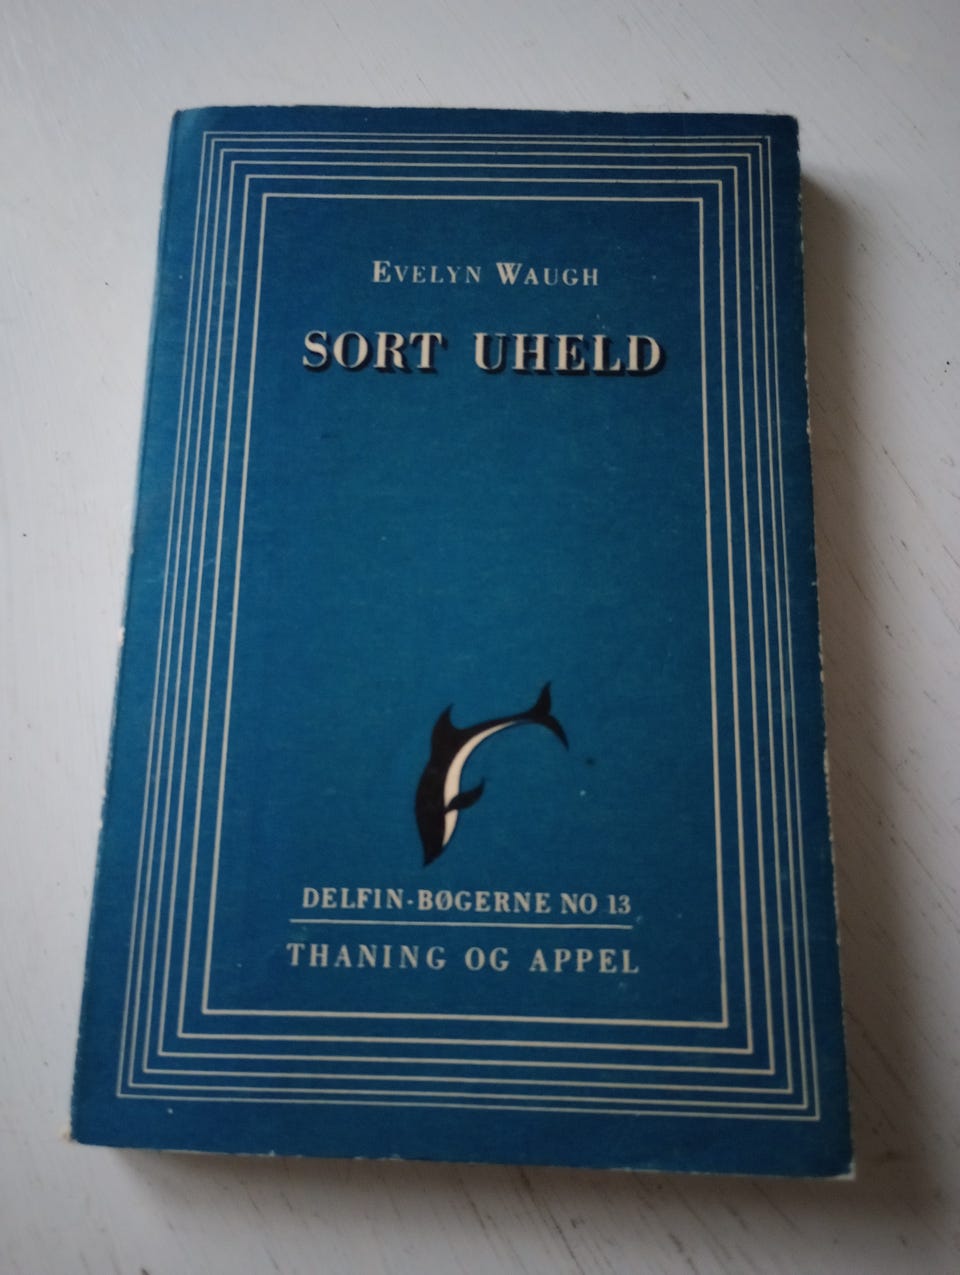 EVELYN WAUGH
SORT UHELD
DELFIN-BØGERNE NO 13
THANING OG APPEL